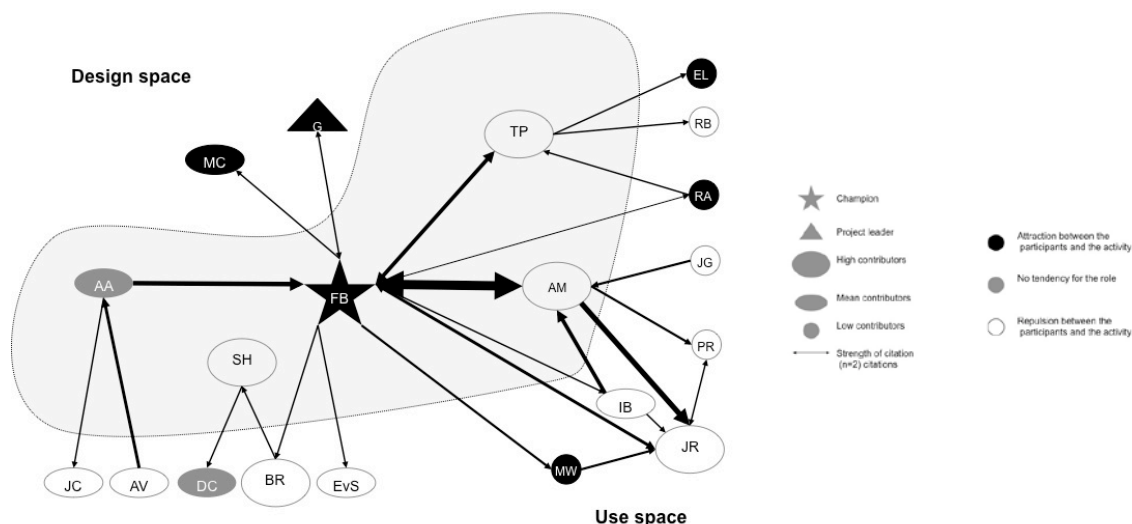 Design space
EL
G
RB
TP
MC
RA
Champion
Project leader
Attraction between the
participants and the activity
High contributors
JG
AA
AM
FB
No tendency for the role
Mean contributors
Low contributors
Repulsion between the
participants and the activity
PR
SH
Strength of citation
(n=2) citations
IB
JR
MW
JC
AV
DC
BR
EvS
Use space